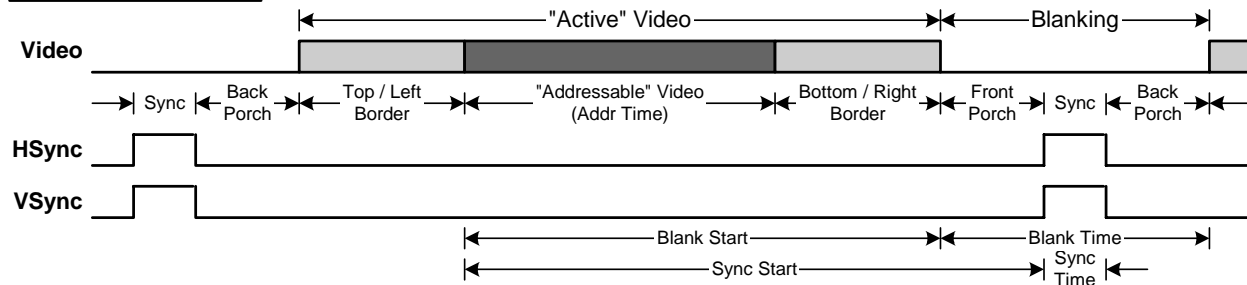 "Active" Video
Blanking
Video
Sync
Back
Porch
Top / Left
Border
"Addressable" Video
(Addr Time)
Bottom / Right
Border
Front
Porch
Sync
Back
Porch
HSync
VSync
Blank Start
Blank Time
Sync Start
Sync
Time